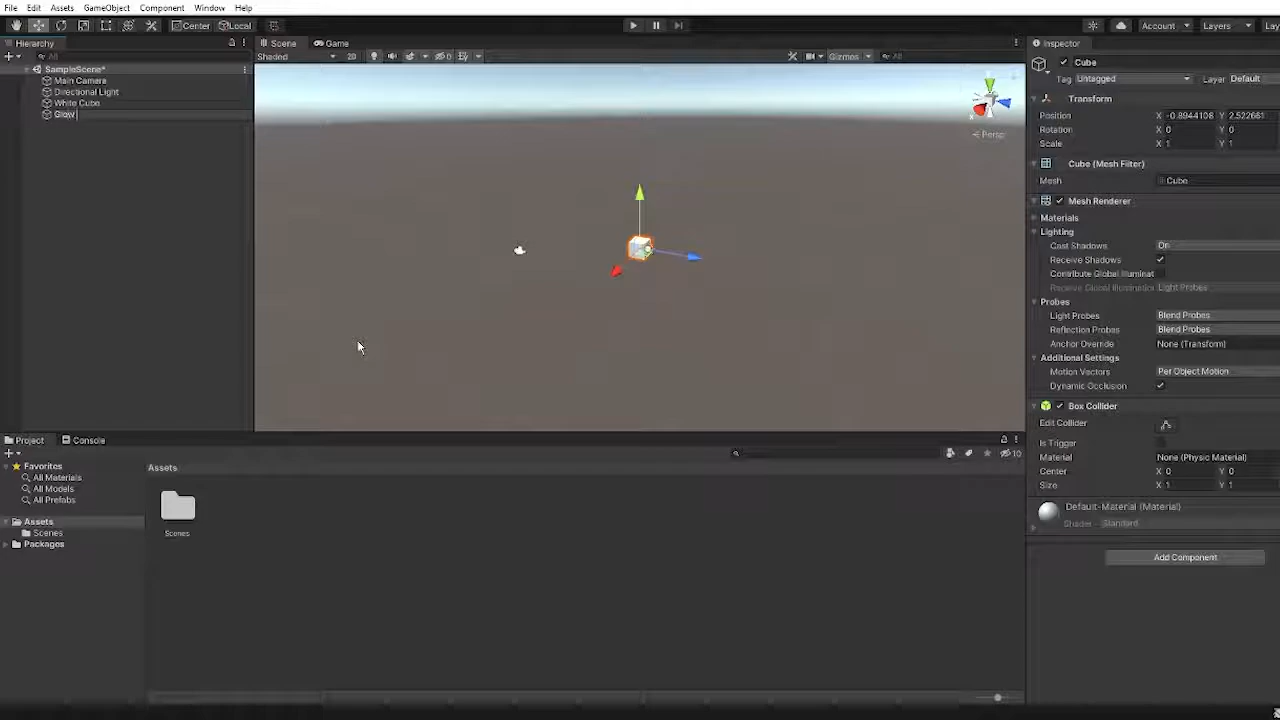 File Edit Assets GameObject Component Window Help
Center Local Account Layers Lay
Hierarchy
Scene Game
Inspector
All
Shaded 2D 0 Gizmos All
SampleScene*
Main Camera
Directional Light
White Cube
Glow
Persp
Cube
Tag Untagged Layer Default
Transform
Position X -0.8944106 Y 2.522661
Rotation X 0 Y 0
Scale X 1 Y 1
Cube (Mesh Filter)
Mesh Cube
Mesh Renderer
Materials
Lighting
Cast Shadows On
Receive Shadows
Contribute Global Illuminat
Receive Global Illumination Light Probes
Probes
Light Probes Blend Probes
Reflection Probes Blend Probes
Anchor Override None (Transform)
Additional Settings
Motion Vectors Per Object Motion
Dynamic Occlusion
Box Collider
Edit Collider
Is Trigger
Material None (Physic Material)
Center X 0 Y 0
Size X 1 Y 1
Default-Material (Material)
Shader Standard
Add Component
Project Console
10
Favorites
All Materials
All Models
All Prefabs
Assets
Scenes
Packages
Assets
Scenes